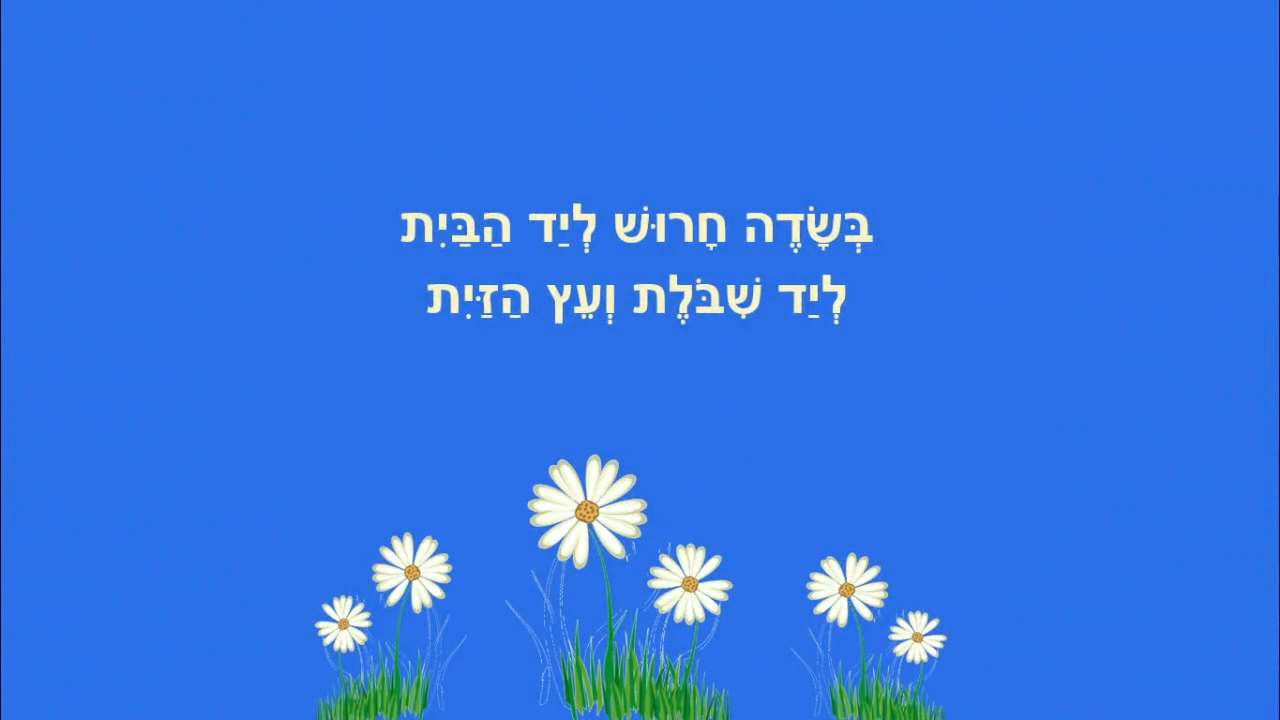 בְּשָׂדֶה חָרוּשׁ לְיַד הַבַּיִת
לְיַד שִׁבֹּלֶת וְעֵץ הַזַּיִת